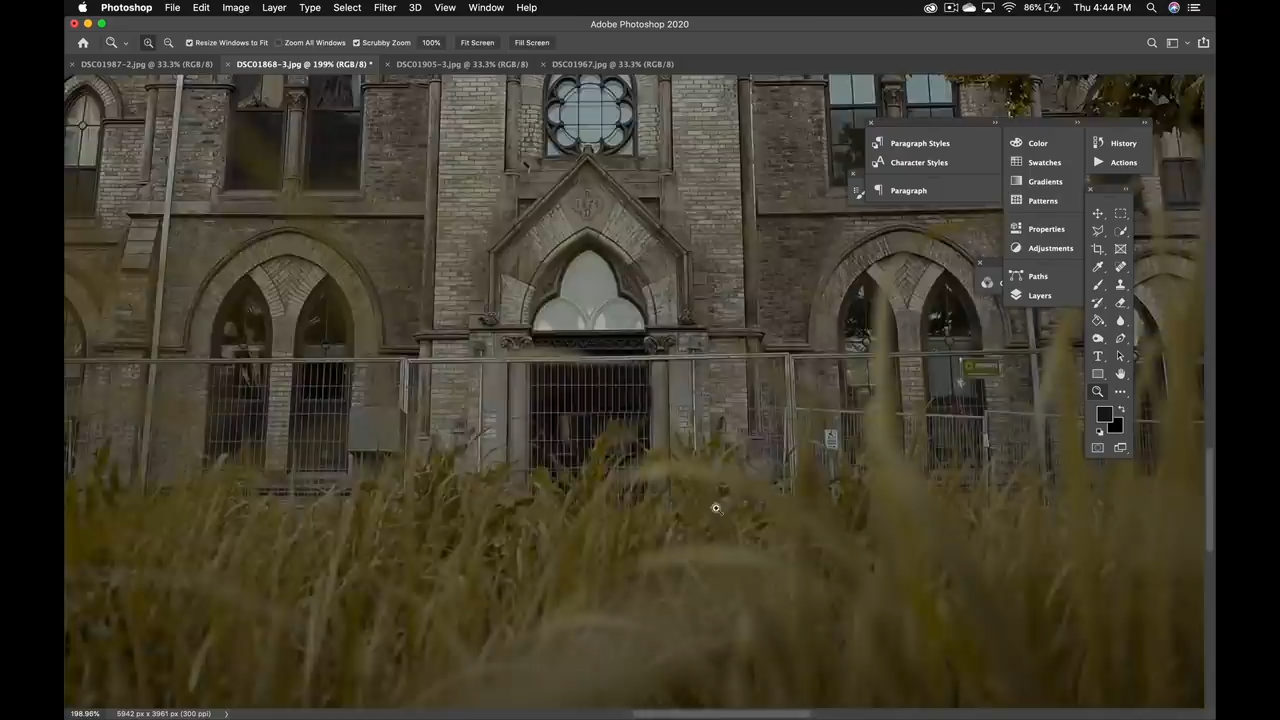 Photoshop File Edit Image Layer Type Select Filter 3D View Window Help 86% Thu 4:44 PM
Adobe Photoshop 2020
Resize Windows to Fit Zoom All Windows Scrubby Zoom 100% Fit Screen Fill Screen
DSC01987-2.jpg @ 33.3% (RGB/8) DSC01868-3.jpg @ 199% (RGB/8) * DSC01905-3.jpg @ 33.3% (RGB/8) DSC01967.jpg @ 33.3% (RGB/8)
Paragraph Styles Color History
Character Styles Swatches Actions
Gradients
Paragraph
Patterns
Properties
Adjustments
Paths
Layers
198.96% 5942 px x 3961 px (300 ppi)